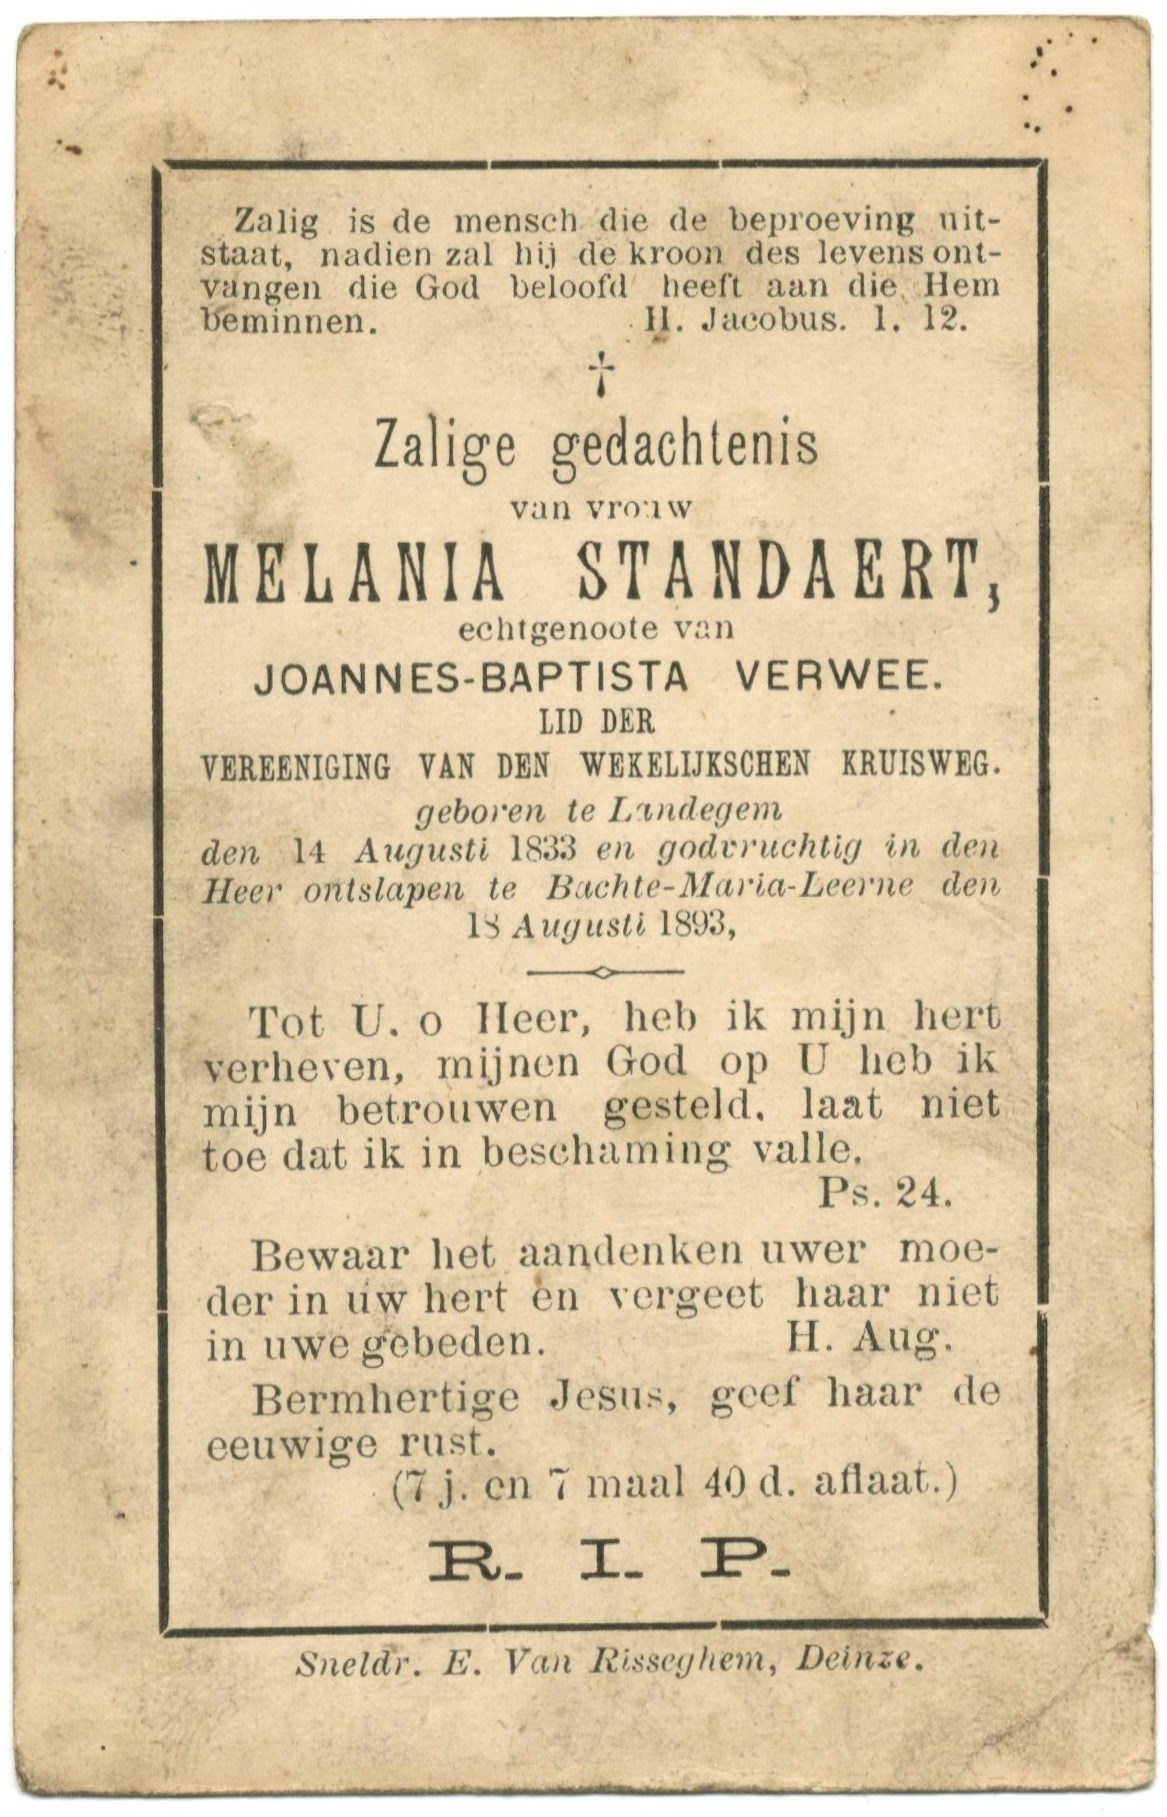 Zalig is de mensch die de beproeving uit-
staat, nadien zal hij de kroon des levens ont-
vangen die God beloofd heeft aan die Hem
beminnen. H. Jacobus. 1. 12.
†
Zalige gedachtenis
van vrouw
MELANIA STANDAERT,
echtgenoote van
JOANNES-BAPTISTA VERWEE.
LID DER
VEREENIGING VAN DEN WEKELIJKSCHEN KRUISWEG.
geboren te Landegem
den 14 Augusti 1833 en godvruchtig in den
Heer ontslapen te Bachte-Maria-Leerne den
18 Augusti 1893,
Tot U. o Heer, heb ik mijn hert
verheven, mijnen God op U heb ik
mijn betrouwen gesteld. laat niet
toe dat ik in beschaming valle.
Ps. 24.
Bewaar het aandenken uwer moe-
der in uw hert en vergeet haar niet
in uwe gebeden. H. Aug.
Bermhertige Jesus, geef haar de
eeuwige rust.
(7 j. en 7 maal 40 d. aflaat.)
R. I. P.
Sneldr. E. Van Risseghem, Deinze.